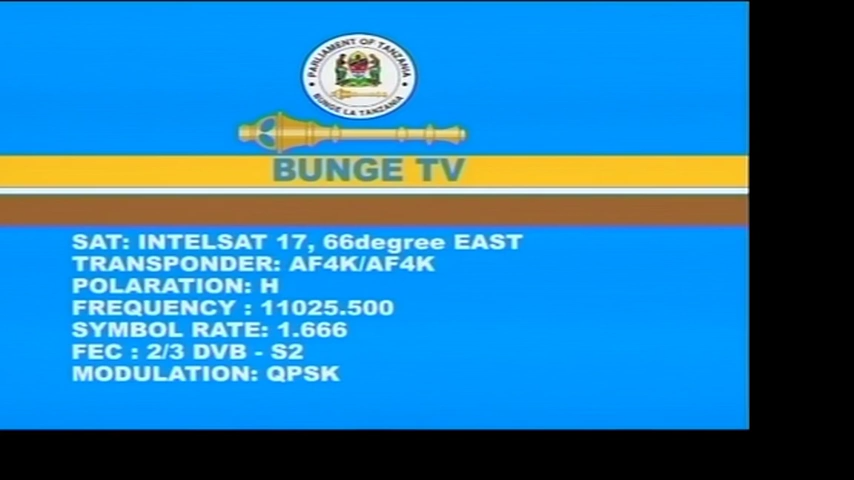 PARLIAMENT OF TANZANIA
BUNGE LA TANZANIA
BUNGE TV
SAT: INTELSAT 17, 66degree EAST
TRANSPONDER: AF4K/AF4K
POLARATION: H
FREQUENCY : 11025.500
SYMBOL RATE: 1.666
FEC : 2/3 DVB - S2
MODULATION: QPSK